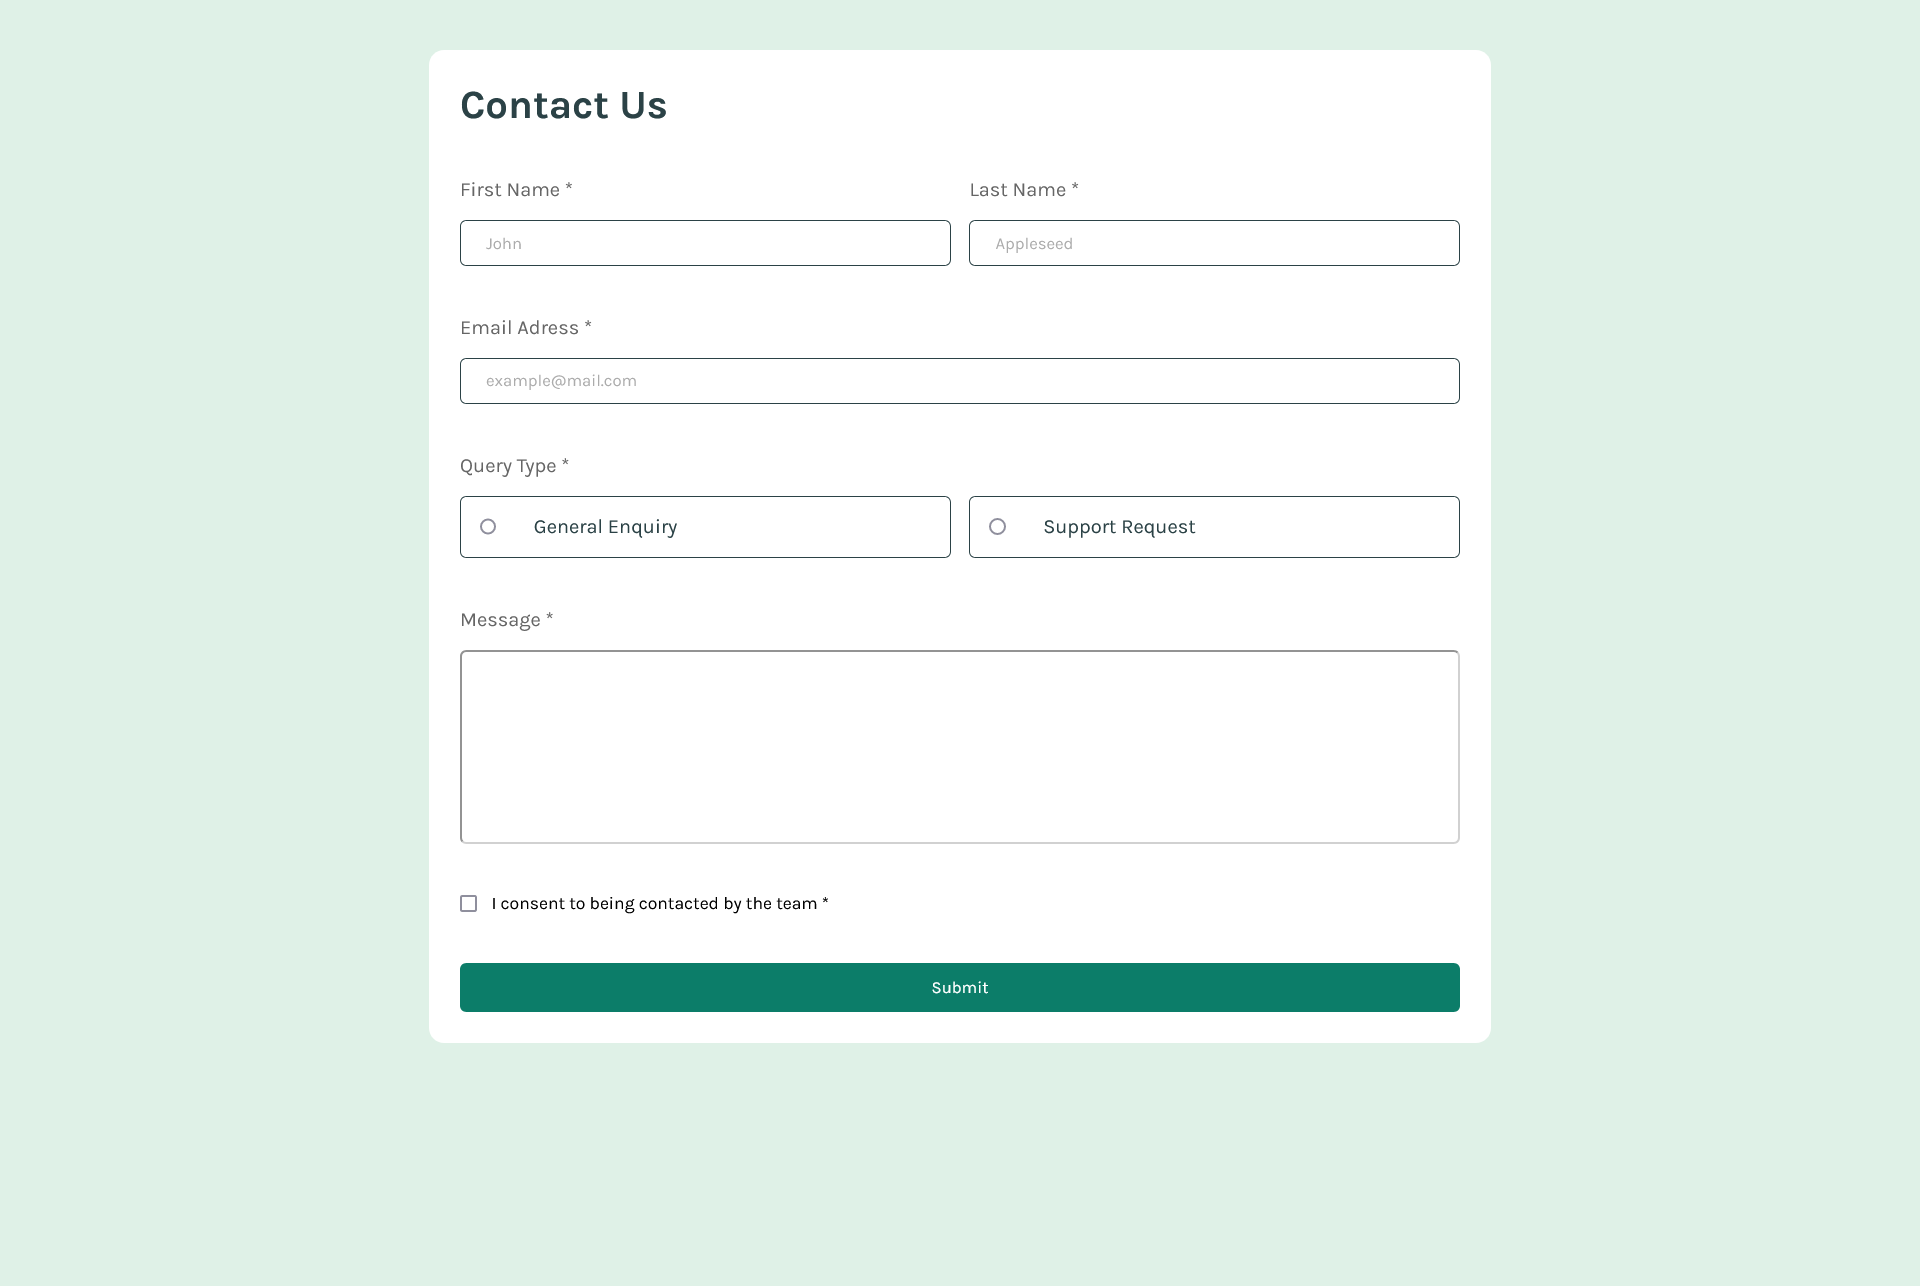 Contact Us
First Name * Last Name *
John Appleseed
Email Adress *
example@mail.com
Query Type *
General Enquiry Support Request
Message *
I consent to being contacted by the team *
Submit